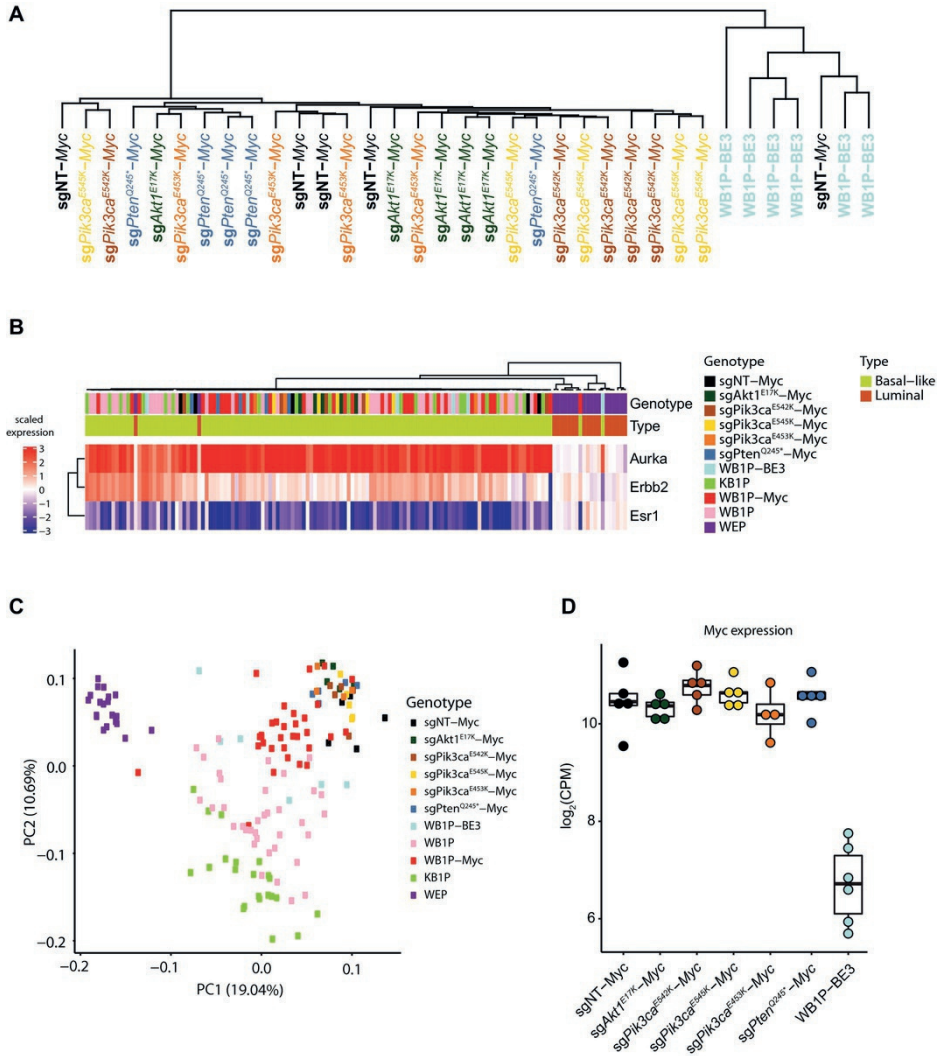 A
sgNT–Myc
sgPik3caE545K–Myc
sgPik3caE542K–Myc
sgPtenQ245*–Myc
sgAkt1E17K–Myc
sgPik3caE453K–Myc
sgPtenQ245*–Myc
sgPtenQ245*–Myc
sgPtenQ245*–Myc
sgPik3caE453K–Myc
sgNT–Myc
sgNT–Myc
sgPik3caE453K–Myc
sgNT–Myc
sgAkt1E17K–Myc
sgPik3caE453K–Myc
sgAkt1E17K–Myc
sgAkt1E17K–Myc
sgAkt1E17K–Myc
sgPik3caE545K–Myc
sgPtenQ245*–Myc
sgPik3caE542K–Myc
sgPik3caE545K–Myc
sgPik3caE542K–Myc
sgPik3caE542K–Myc
sgPik3caE542K–Myc
sgPik3caE545K–Myc
sgPik3caE545K–Myc
WB1P–BE3
WB1P–BE3
WB1P–BE3
WB1P–BE3
sgNT–Myc
WB1P–BE3
WB1P–BE3
B
scaled
expression
3
2
1
0
−1
−2
−3
Genotype
Type
Aurka
Erbb2
Esr1
Genotype
sgNT–Myc
sgAkt1E17K–Myc
sgPik3caE542K–Myc
sgPik3caE545K–Myc
sgPik3caE453K–Myc
sgPtenQ245*–Myc
WB1P–BE3
KB1P
WB1P–Myc
WB1P
WEP
Type
Basal–like
Luminal
C
PC2 (10.69%)
0.1
0.0
−0.1
−0.2
−0.2
−0.1
0.0
0.1
PC1 (19.04%)
Genotype
sgNT–Myc
sgAkt1E17K–Myc
sgPik3caE542K–Myc
sgPik3caE545K–Myc
sgPik3caE453K–Myc
sgPtenQ245*–Myc
WB1P–BE3
WB1P
WB1P–Myc
KB1P
WEP
D
Myc expression
log2(CPM)
10
8
6
sgNT–Myc
sgAkt1E17K–Myc
sgPik3caE542K–Myc
sgPik3caE545K–Myc
sgPik3caE453K–Myc
sgPtenQ245*–Myc
WB1P–BE3